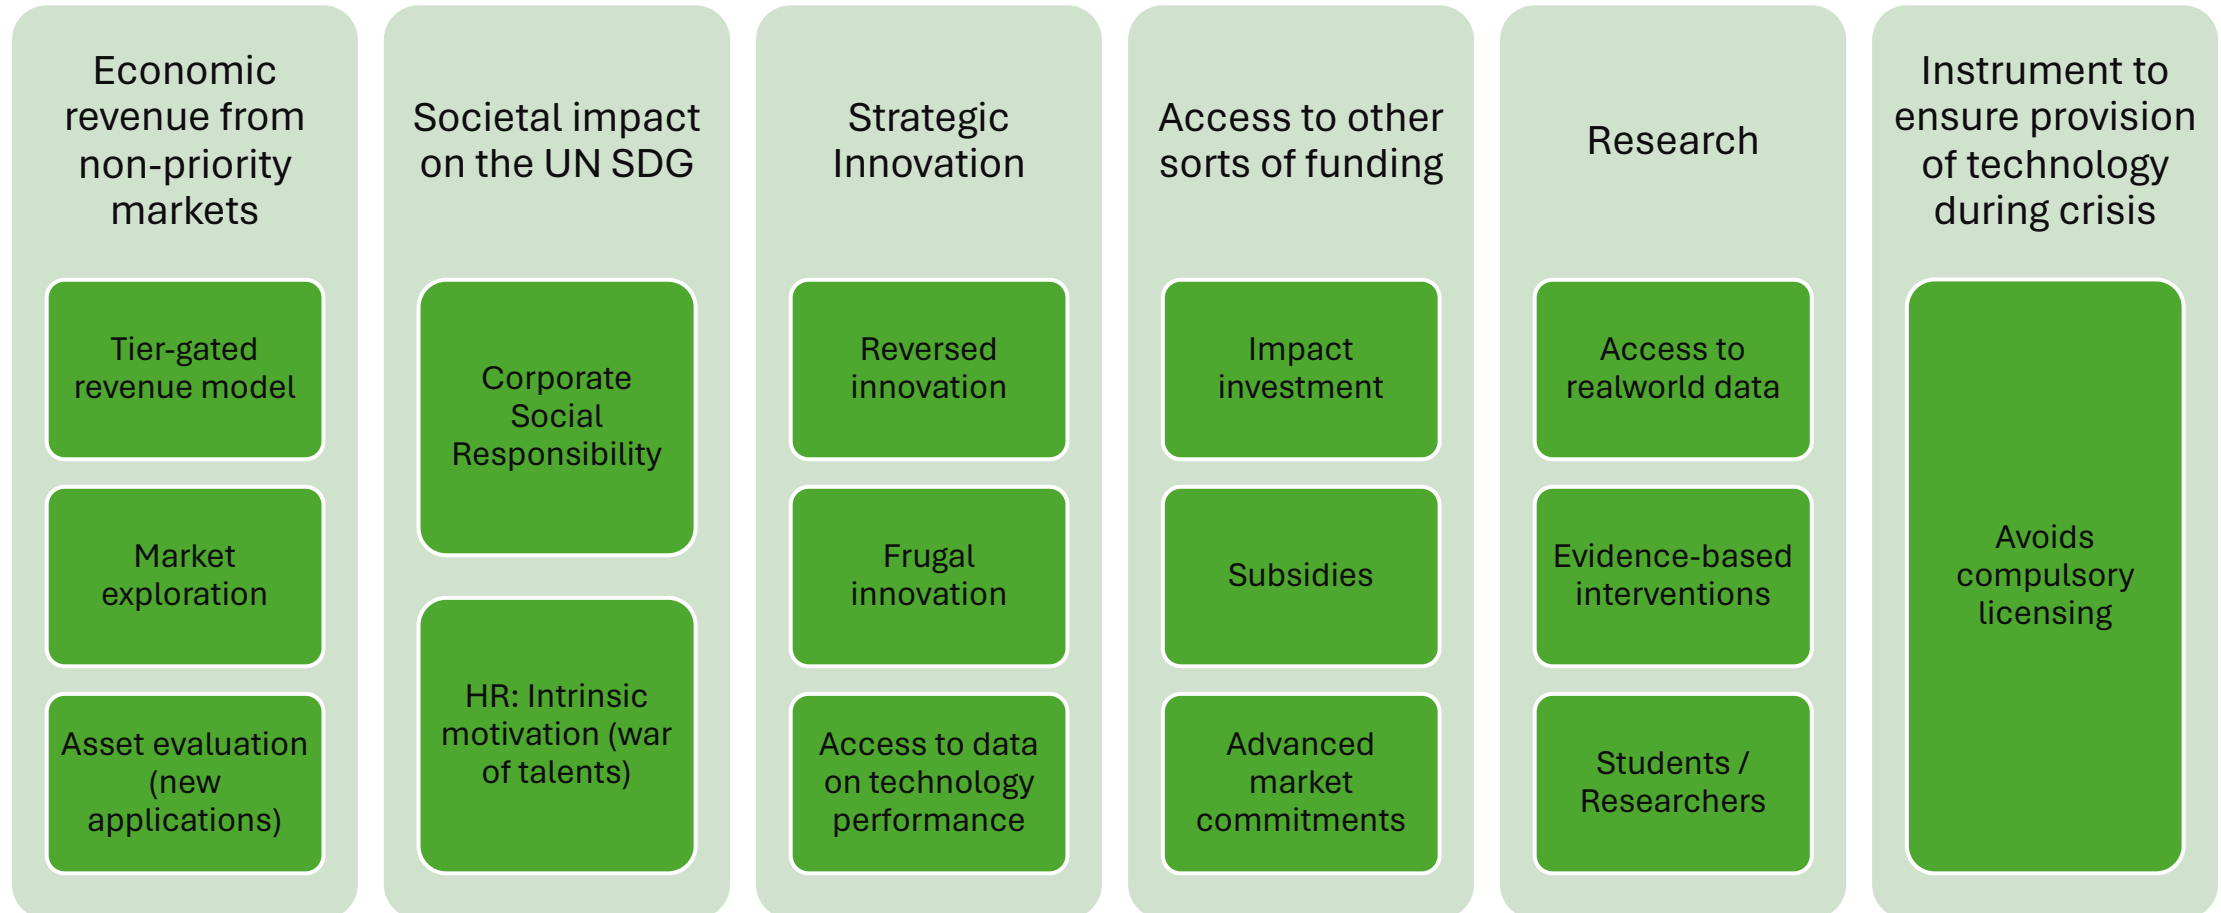 Economic
revenue from
non-priority
markets
Tier-gated
revenue model
Market
exploration
Asset evaluation
(new
applications)
Societal impact
on the UN SDG
Corporate
Social
Responsibility
HR: Intrinsic
motivation (war
of talents)
Strategic
Innovation
Reversed
innovation
Frugal
innovation
Access to data
on technology
performance
Access to other
sorts of funding
Impact
investment
Subsidies
Advanced
market
commitments
Research
Access to
realworld data
Evidence-based
interventions
Students /
Researchers
Instrument to
ensure provision
of technology
during crisis
Avoids
compulsory
licensing